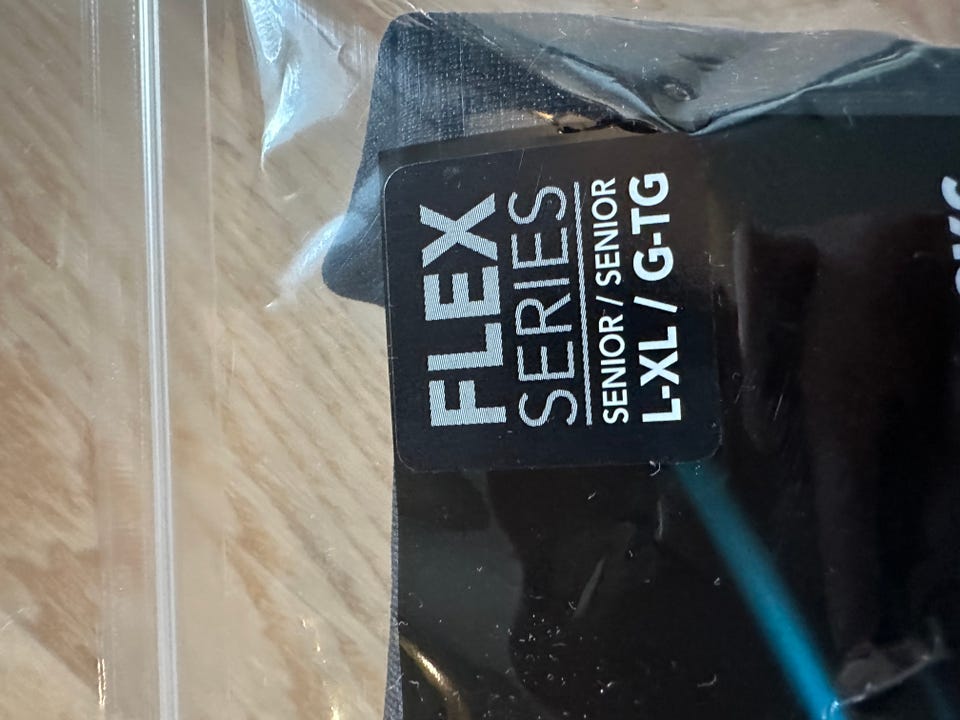 FLEX
SERIES
SENIOR / SENIOR
L-XL / G-TG